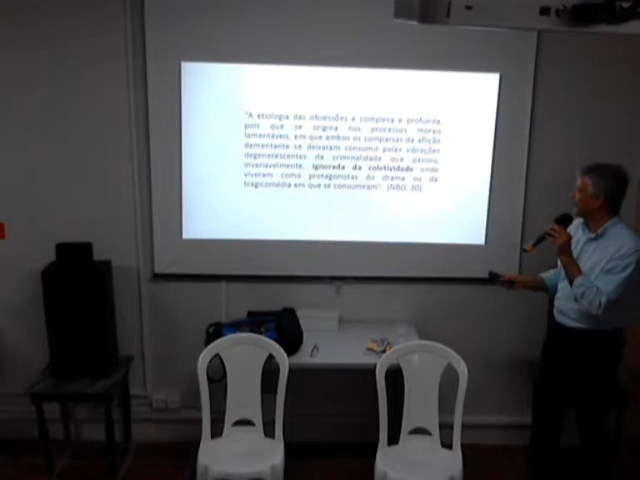 "A etiologia das obsessões é complexa e profunda
pois que se origina nos processos morais
lamentáveis, em que ambos os comparsas da aflição
dementante se deixaram consumir pelas vibrações
degenerescentes da criminalidade que passou,
invariavelmente, ignorada da coletividade onde
viveram como protagonistas do drama ou da
tragicomédia em que se consumiram". (NBO, 30)